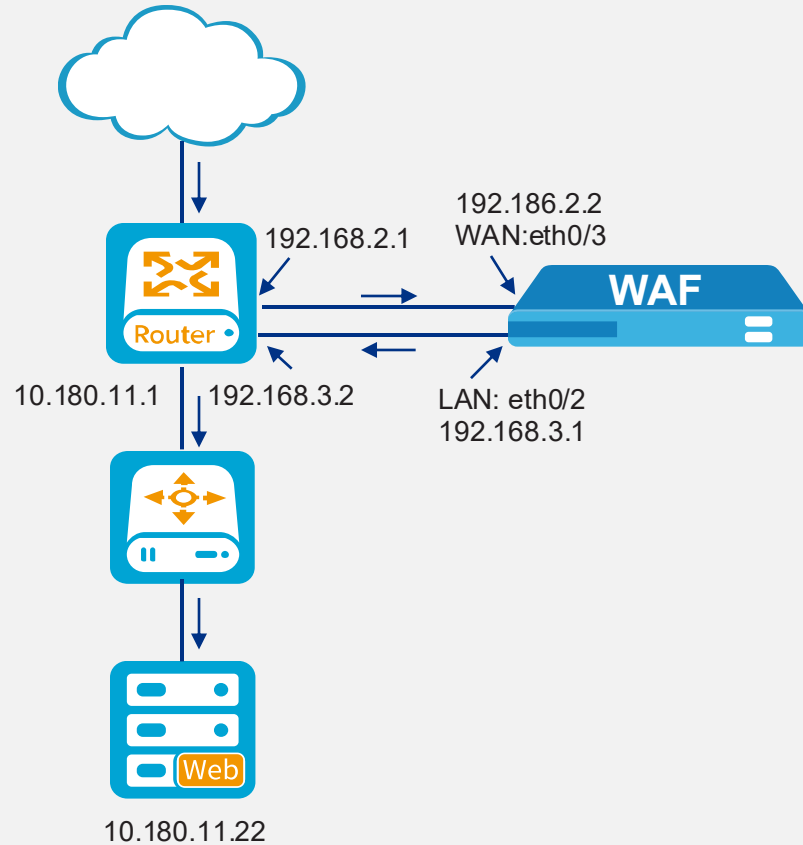 192.186.2.2
WAN:eth0/3
192.168.2.1
WAF
Router
10.180.11.1
192.168.3.2
LAN: eth0/2
192.168.3.1
Web
10.180.11.22